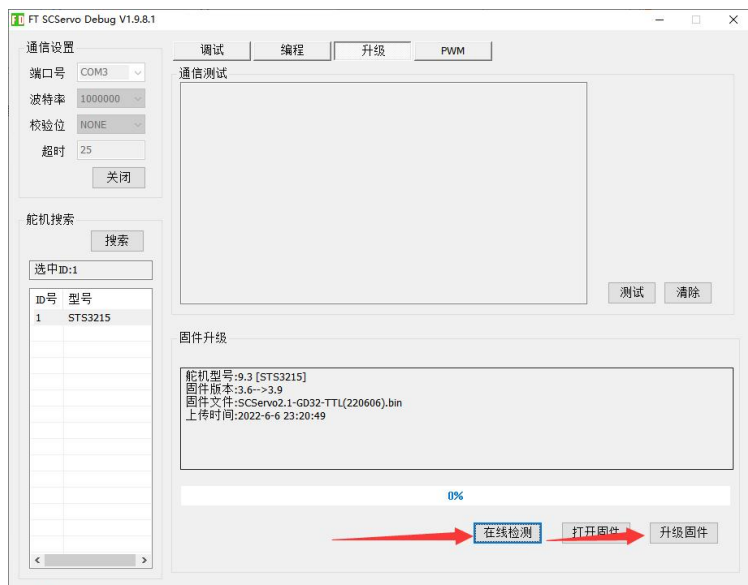 FD FT SCServo Debug V1.9.8.1
通信设置
端口号 COM3
波特率 1000000
校验位 NONE
超时 25
关闭
舵机搜索
搜索
选中ID:1
ID号 型号
1 STS3215
调试 编程 升级 PWM
通信测试
测试 清除
固件升级
舵机型号:9.3 [STS3215]
固件版本:3.6-->3.9
固件文件:SCServo2.1-GD32-TTL(220606).bin
上传时间:2022-6-6 23:20:49
0%
在线检测 打开固件 升级固件